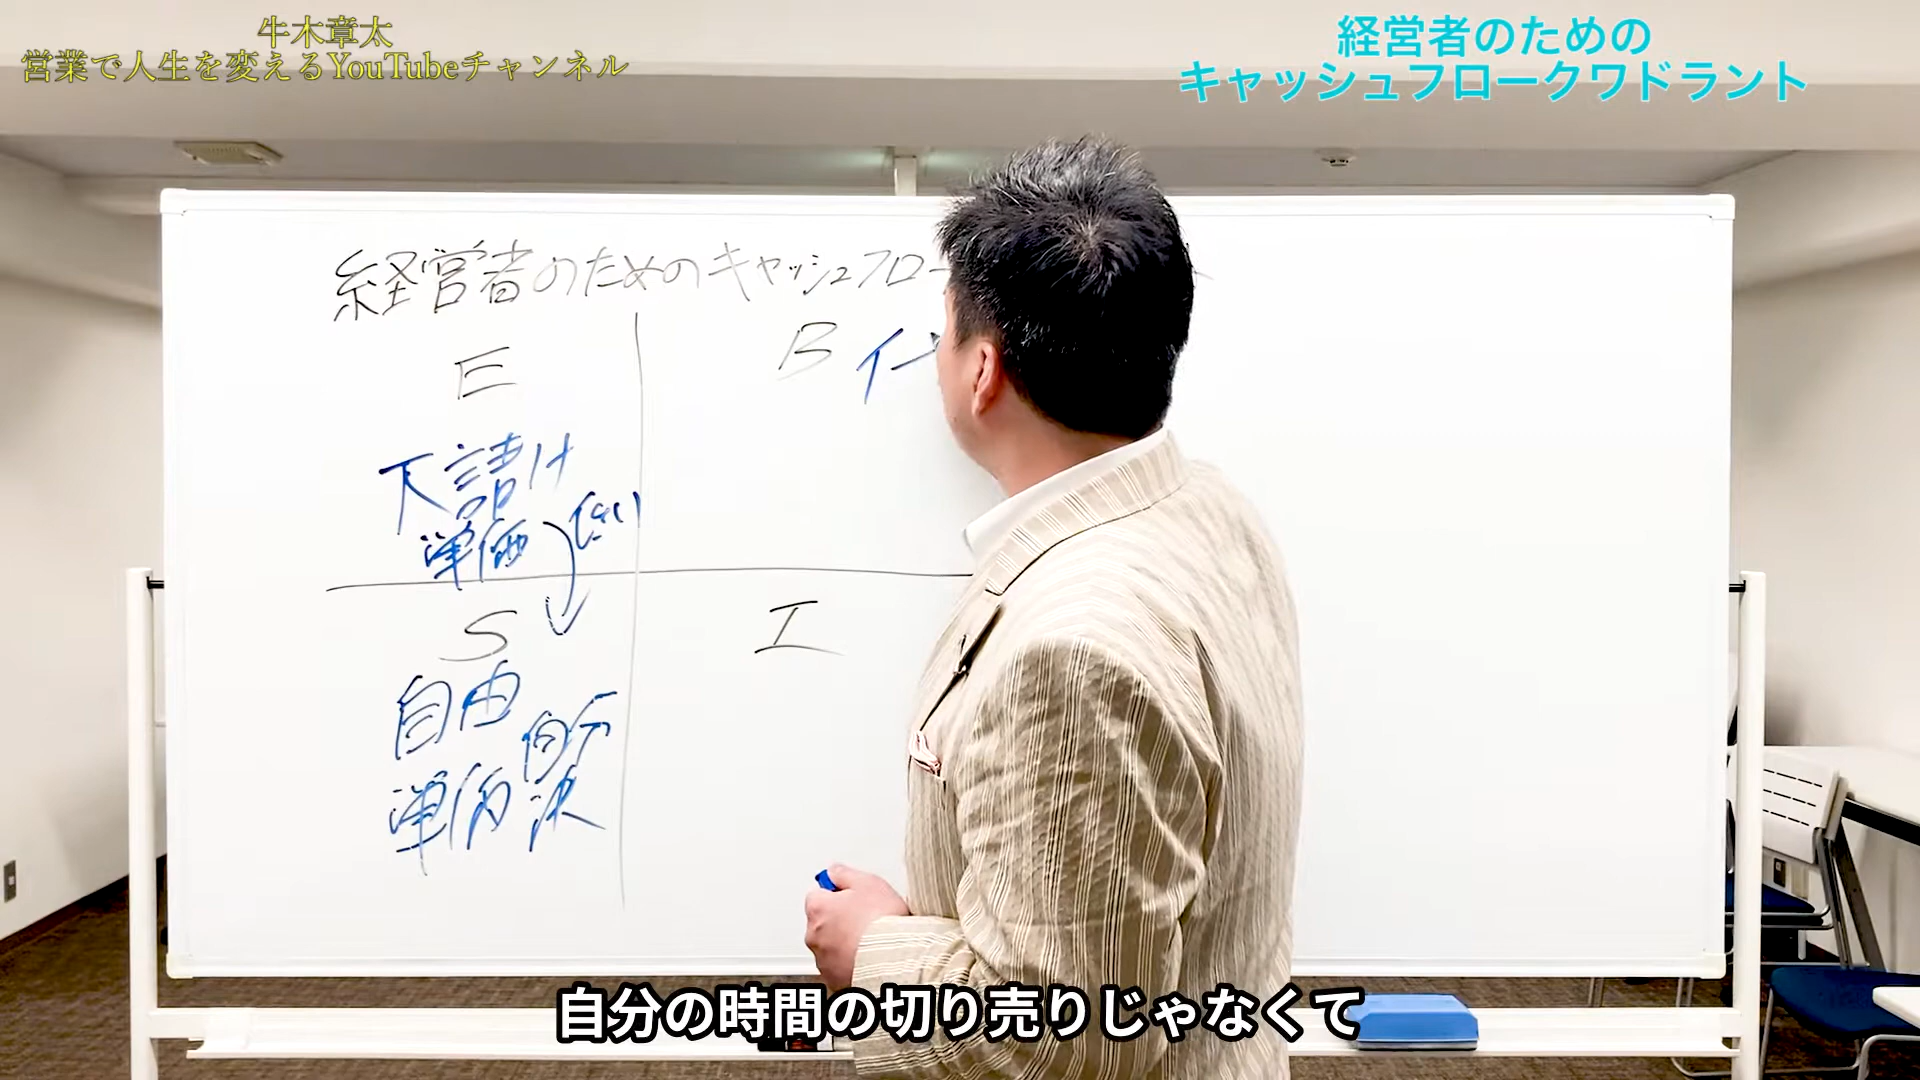 牛木章太
営業で人生を変えるYouTubeチャンネル
経営者のための
キャッシュフロークワドラント
経営者のためのキャッシュフロー
E
B
下請け
単価
S
I
自由
自分
単価 決
自分の時間の切り売りじゃなくて